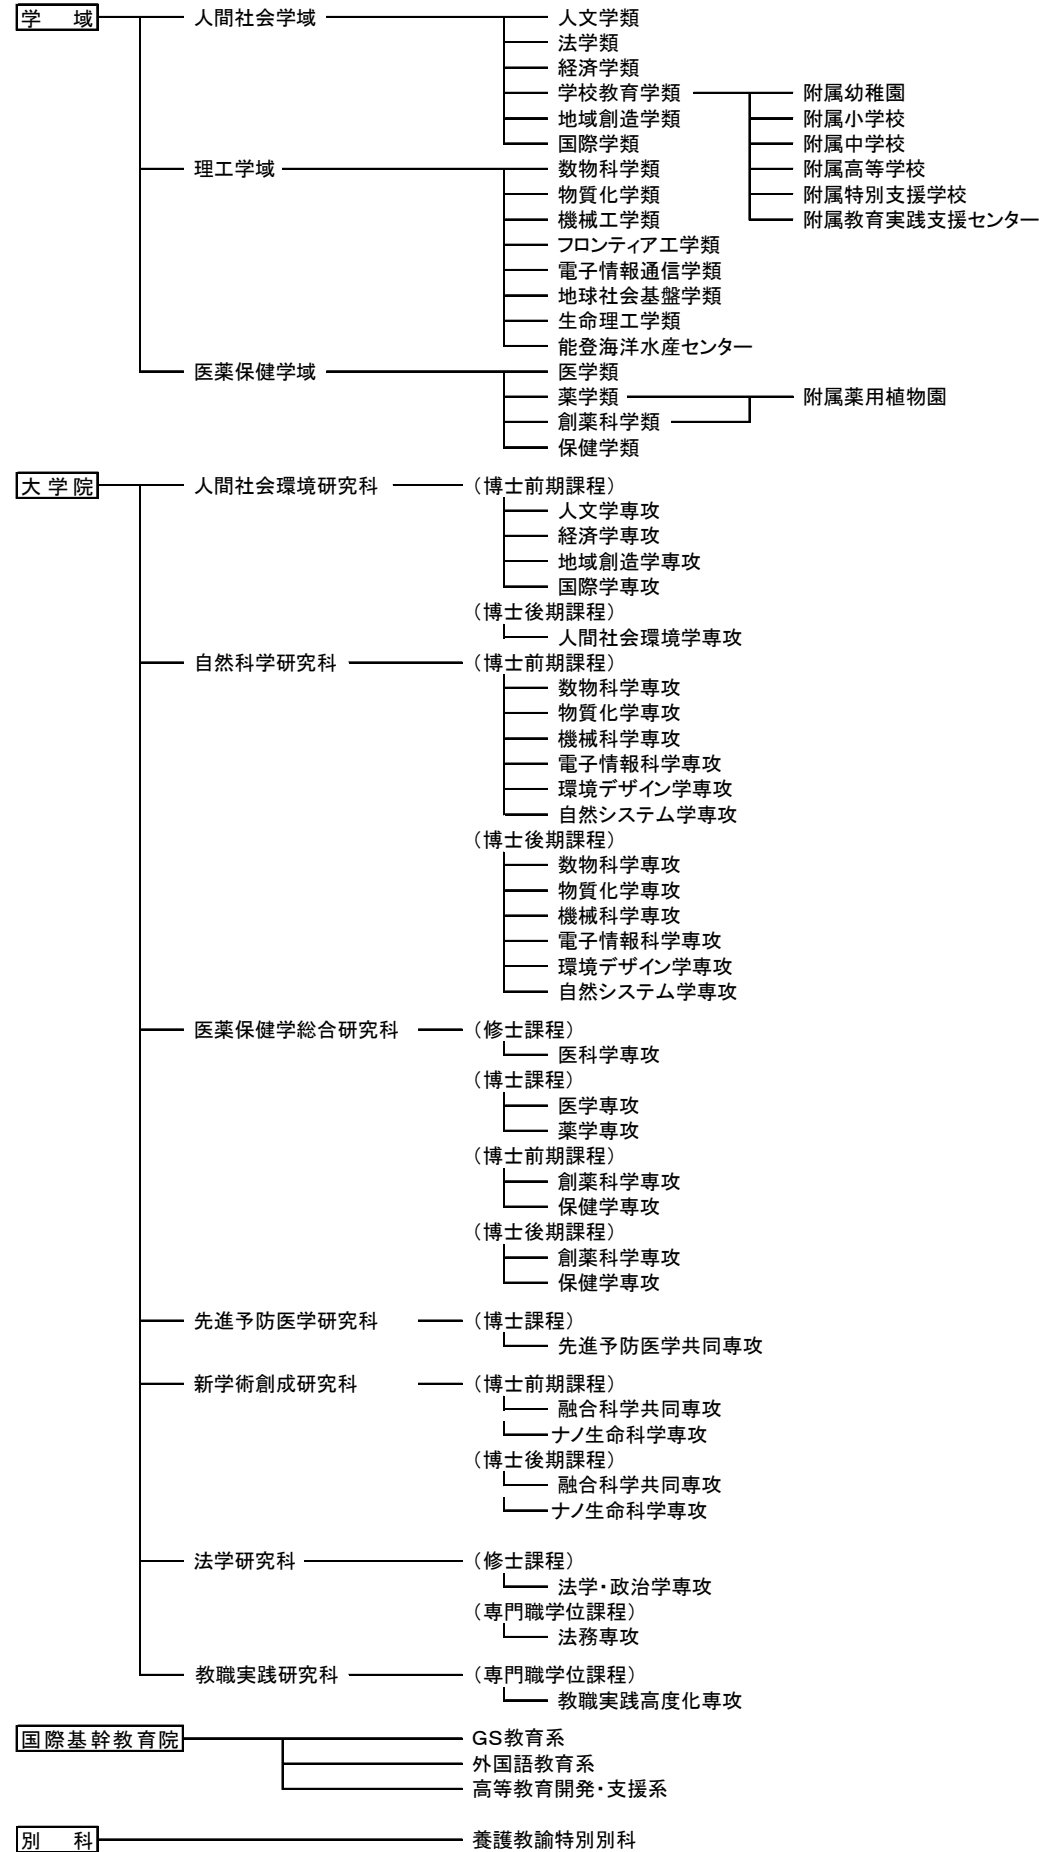 学　域 人間社会学域 人文学類
法学類
経済学類
学校教育学類 附属幼稚園
地域創造学類 附属小学校
国際学類 附属中学校
理工学域 数物科学類 附属高等学校
物質化学類 附属特別支援学校
機械工学類 附属教育実践支援センター
フロンティア工学類
電子情報通信学類
地球社会基盤学類
生命理工学類
能登海洋水産センター
医薬保健学域 医学類
薬学類 附属薬用植物園
創薬科学類
保健学類
大学院 人間社会環境研究科 （博士前期課程）
人文学専攻
経済学専攻
地域創造学専攻
国際学専攻
（博士後期課程）
人間社会環境学専攻
自然科学研究科 （博士前期課程）
数物科学専攻
物質化学専攻
機械科学専攻
電子情報科学専攻
環境デザイン学専攻
自然システム学専攻
（博士後期課程）
数物科学専攻
物質化学専攻
機械科学専攻
電子情報科学専攻
環境デザイン学専攻
自然システム学専攻
医薬保健学総合研究科 （修士課程）
医科学専攻
（博士課程）
医学専攻
薬学専攻
（博士前期課程）
創薬科学専攻
保健学専攻
（博士後期課程）
創薬科学専攻
保健学専攻
先進予防医学研究科 （博士課程）
先進予防医学共同専攻
新学術創成研究科 （博士前期課程）
融合科学共同専攻
ナノ生命科学専攻
（博士後期課程）
融合科学共同専攻
ナノ生命科学専攻
法学研究科 （修士課程）
法学・政治学専攻
（専門職学位課程）
法務専攻
教職実践研究科 （専門職学位課程）
教職実践高度化専攻
国際基幹教育院 GS教育系
外国語教育系
高等教育開発・支援系
別　科 養護教諭特別別科